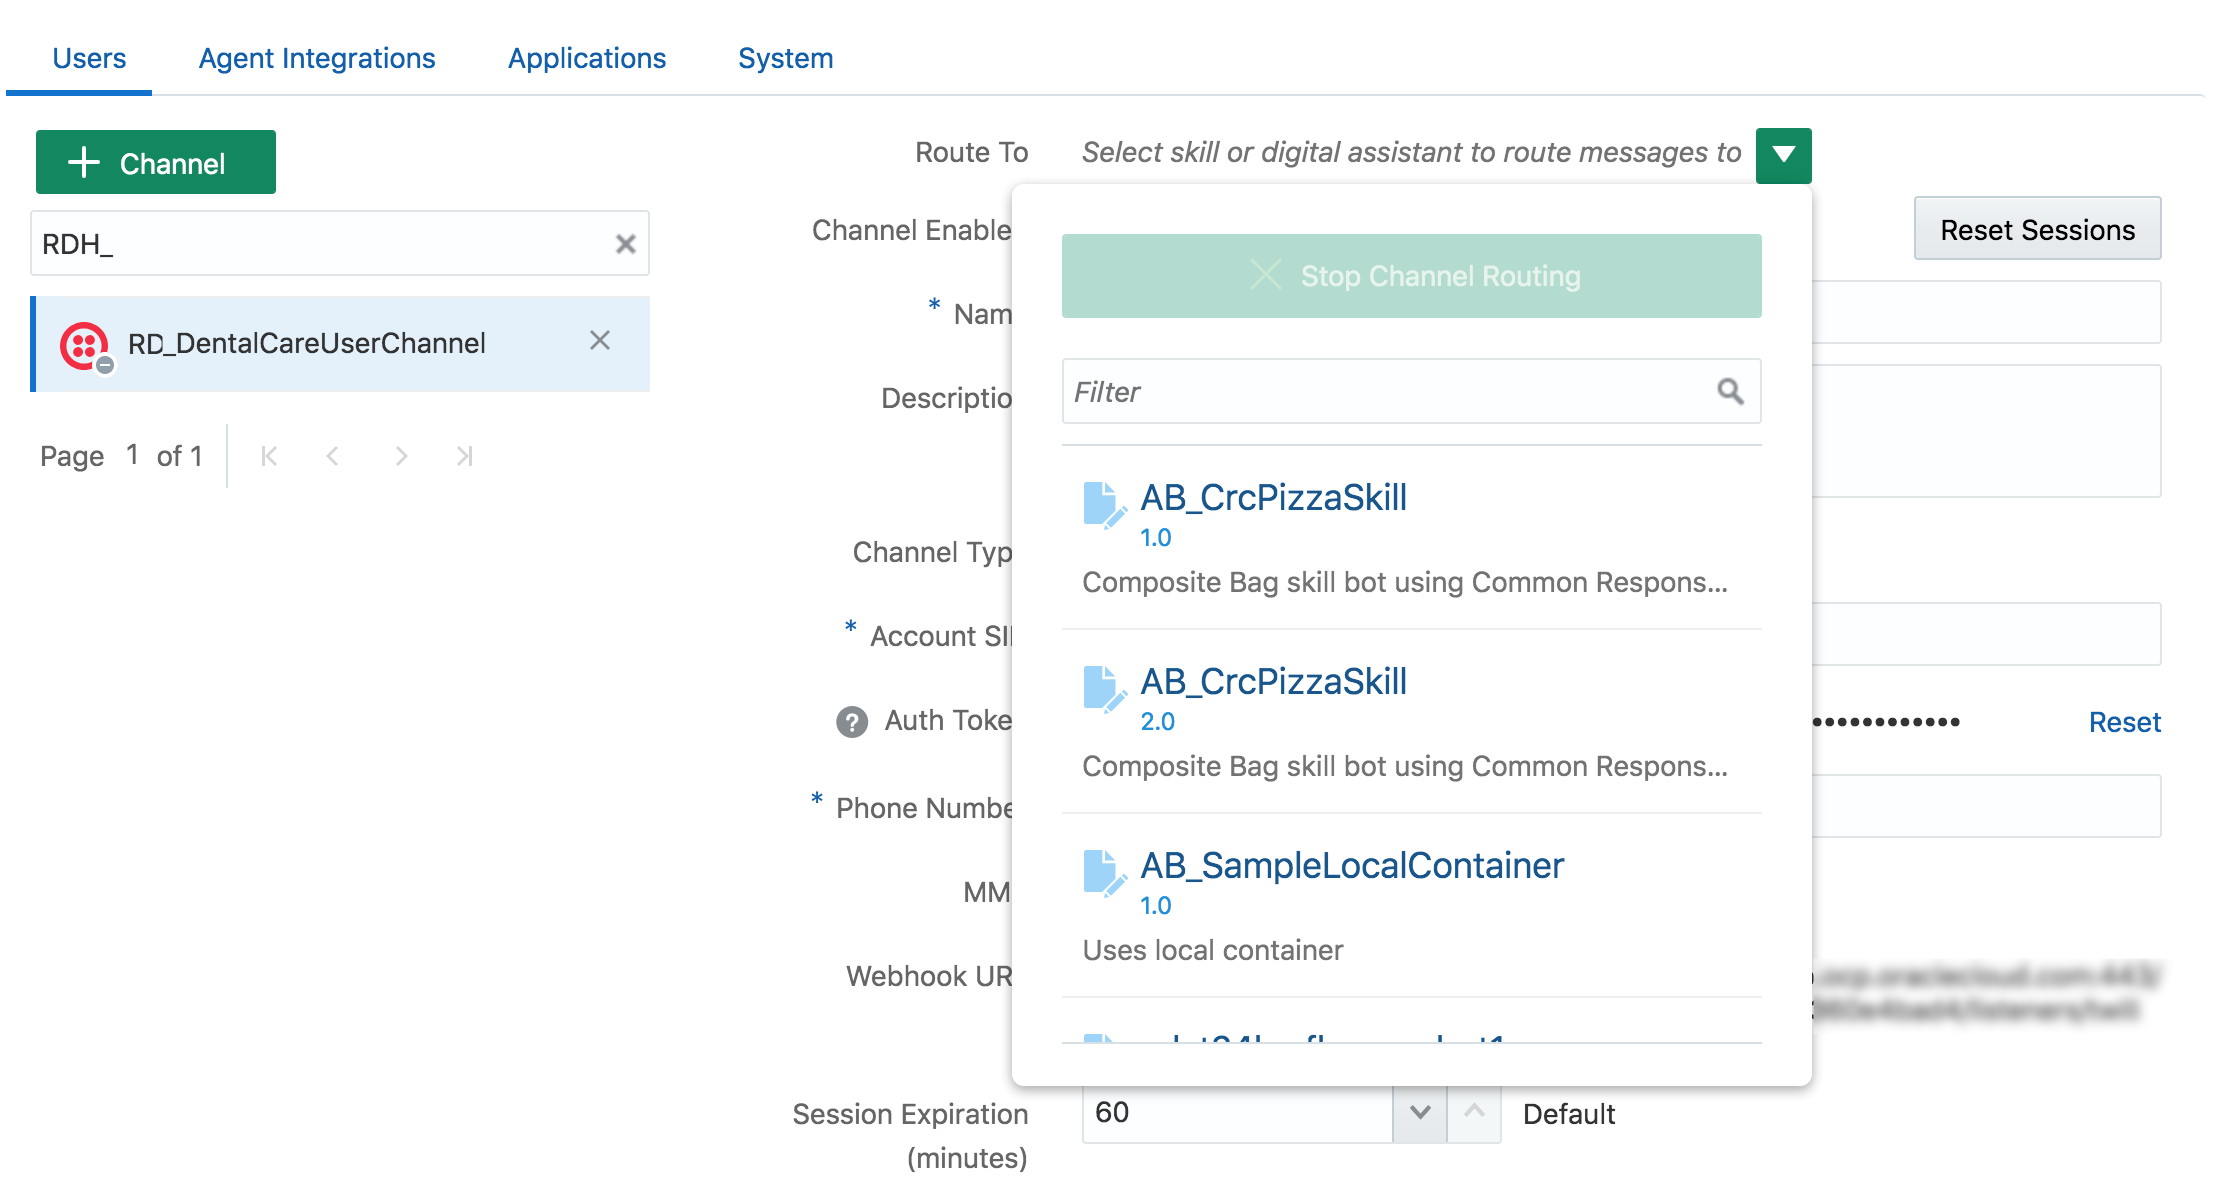 Users Agent Integrations Applications System
Channel
RDH_
RD_DentalCareUserChannel
Page 1 of 1
Route To Select skill or digital assistant to route messages to
Channel Enable
Reset Sessions
* Nam
Descriptio
Channel Typ
* Account SI
? Auth Toke
•••••••••••• Reset
* Phone Numbe
MM
Webhook UR
Stop Channel Routing
Filter
AB_CrcPizzaSkill
1.0
Composite Bag skill bot using Common Respons...
AB_CrcPizzaSkill
2.0
Composite Bag skill bot using Common Respons...
AB_SampleLocalContainer
1.0
Uses local container
Session Expiration
(minutes)
60 Default